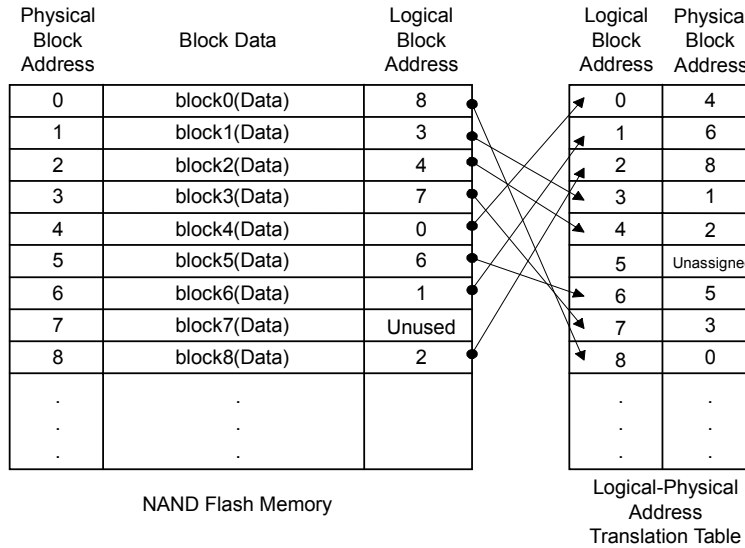 Physical Block Address
Block Data
Logical Block Address
0 block0(Data) 8
1 block1(Data) 3
2 block2(Data) 4
3 block3(Data) 7
4 block4(Data) 0
5 block5(Data) 6
6 block6(Data) 1
7 block7(Data) Unused
8 block8(Data) 2
. .
. .
. .
NAND Flash Memory
Logical Block Address
Physical Block Address
0 4
1 6
2 8
3 1
4 2
5 Unassigned
6 5
7 3
8 0
. .
. .
. .
Logical-Physical
Address
Translation Table